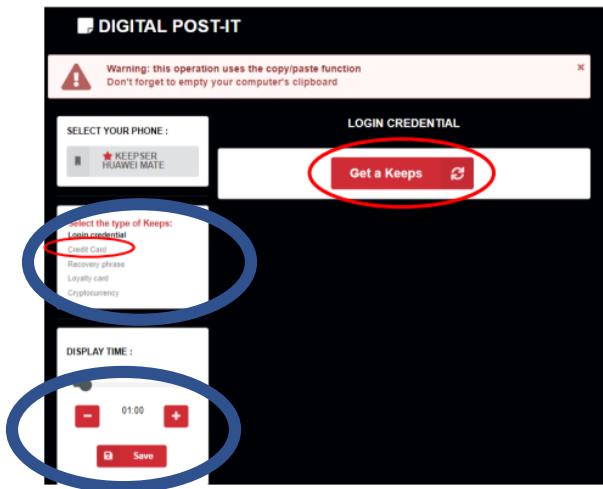 DIGITAL POST-IT
Warning: this operation uses the copy/paste function
Don't forget to empty your computer's clipboard
×
SELECT YOUR PHONE :
KEEPSER
HUAWEI MATE
LOGIN CREDENTIAL
Get a Keeps
Select the type of Keeps:
Login credential
Credit Card
Recovery phrase
Loyalty card
Cryptocurrency
DISPLAY TIME :
01:00
Save